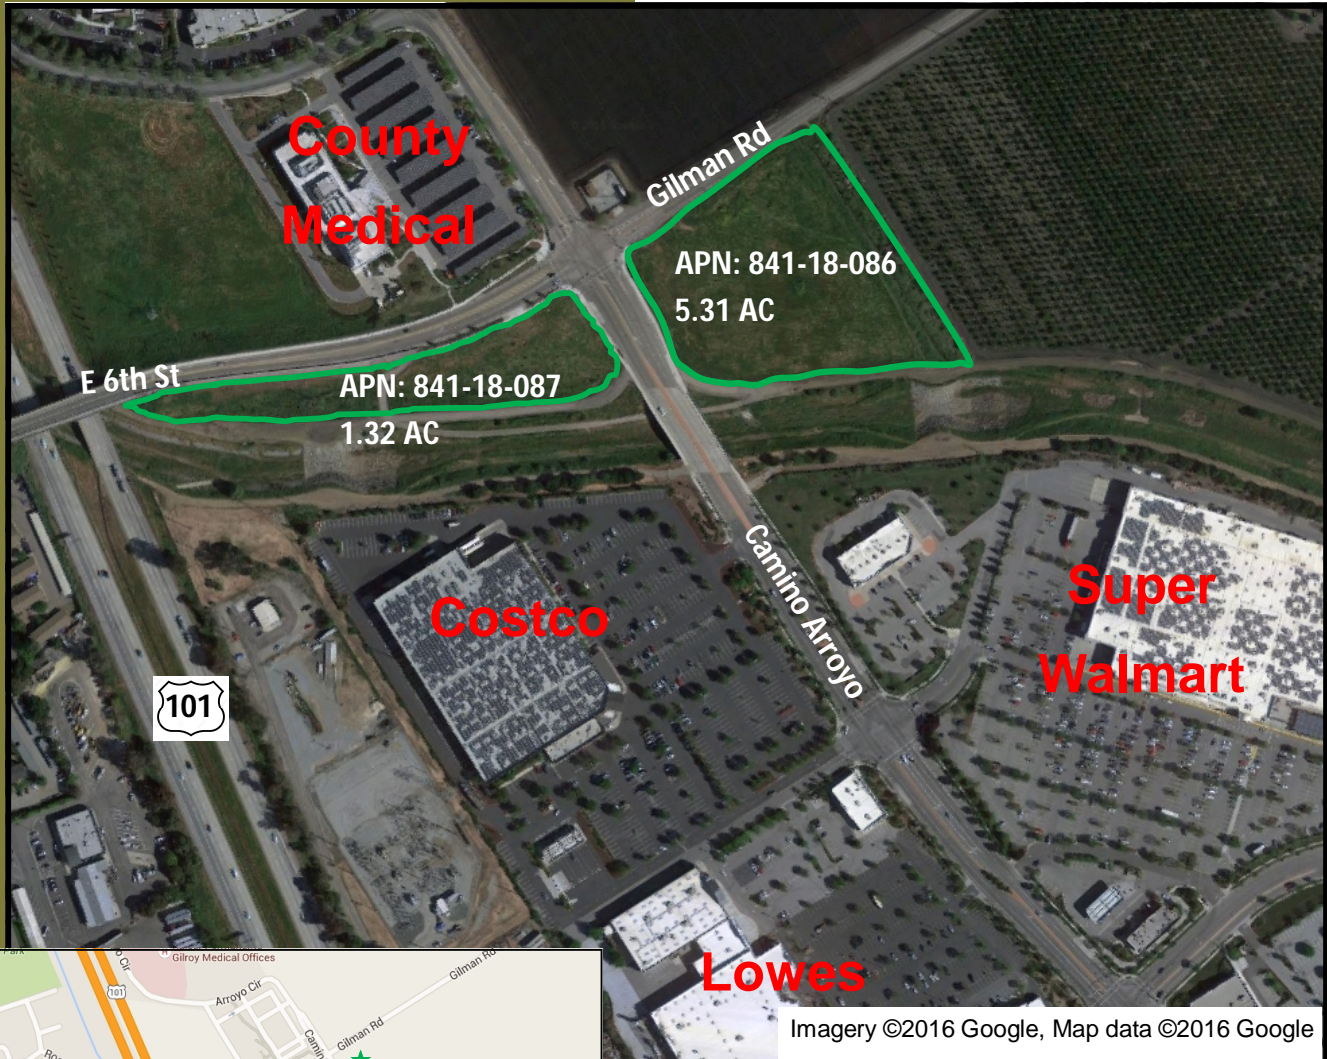 County
Medical
Gilman Rd
APN: 841-18-086
5.31 AC
E 6th St
APN: 841-18-087
1.32 AC
Camino Arroyo
Costco
Super
Walmart
101
Lowes
Imagery ©2016 Google, Map data ©2016 Google
Gilroy Medical Offices
101
Arroyo Cir
Gilman Rd
Gilman Rd